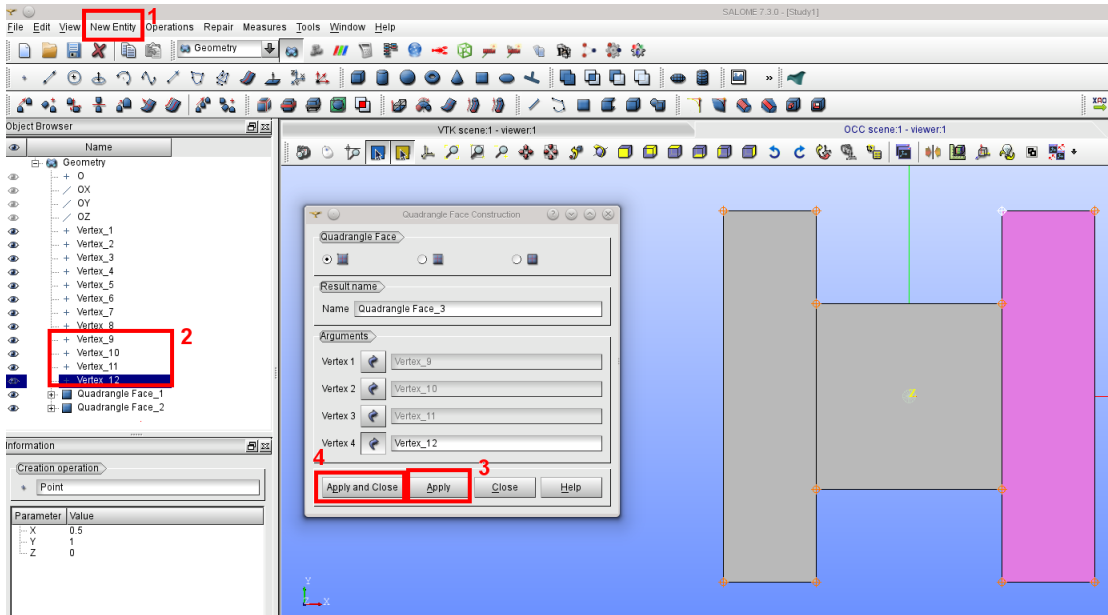 SALOME 7.3.0 - [Study1]
1
File Edit View New Entity Operations Repair Measures Tools Window Help
Geometry
»
Object Browser
VTK scene:1 - viewer:1
OCC scene:1 - viewer:1
Name
Geometry
O
OX
OY
OZ
Vertex_1
Vertex_2
Vertex_3
Vertex_4
Vertex_5
Vertex_6
Vertex_7
Vertex_8
Vertex_9
2
Vertex_10
Vertex_11
Vertex_12
Quadrangle Face_1
Quadrangle Face_2
Quadrangle Face Construction
Quadrangle Face
Result name
Name Quadrangle Face_3
Arguments
Vertex 1 Vertex_9
Vertex 2 Vertex_10
Vertex 3 Vertex_11
Vertex 4 Vertex_12
4
3
Apply and Close Apply Close Help
Information
Creation operation
Point
Parameter Value
X 0.5
Y 1
Z 0
Z
Y
Z X